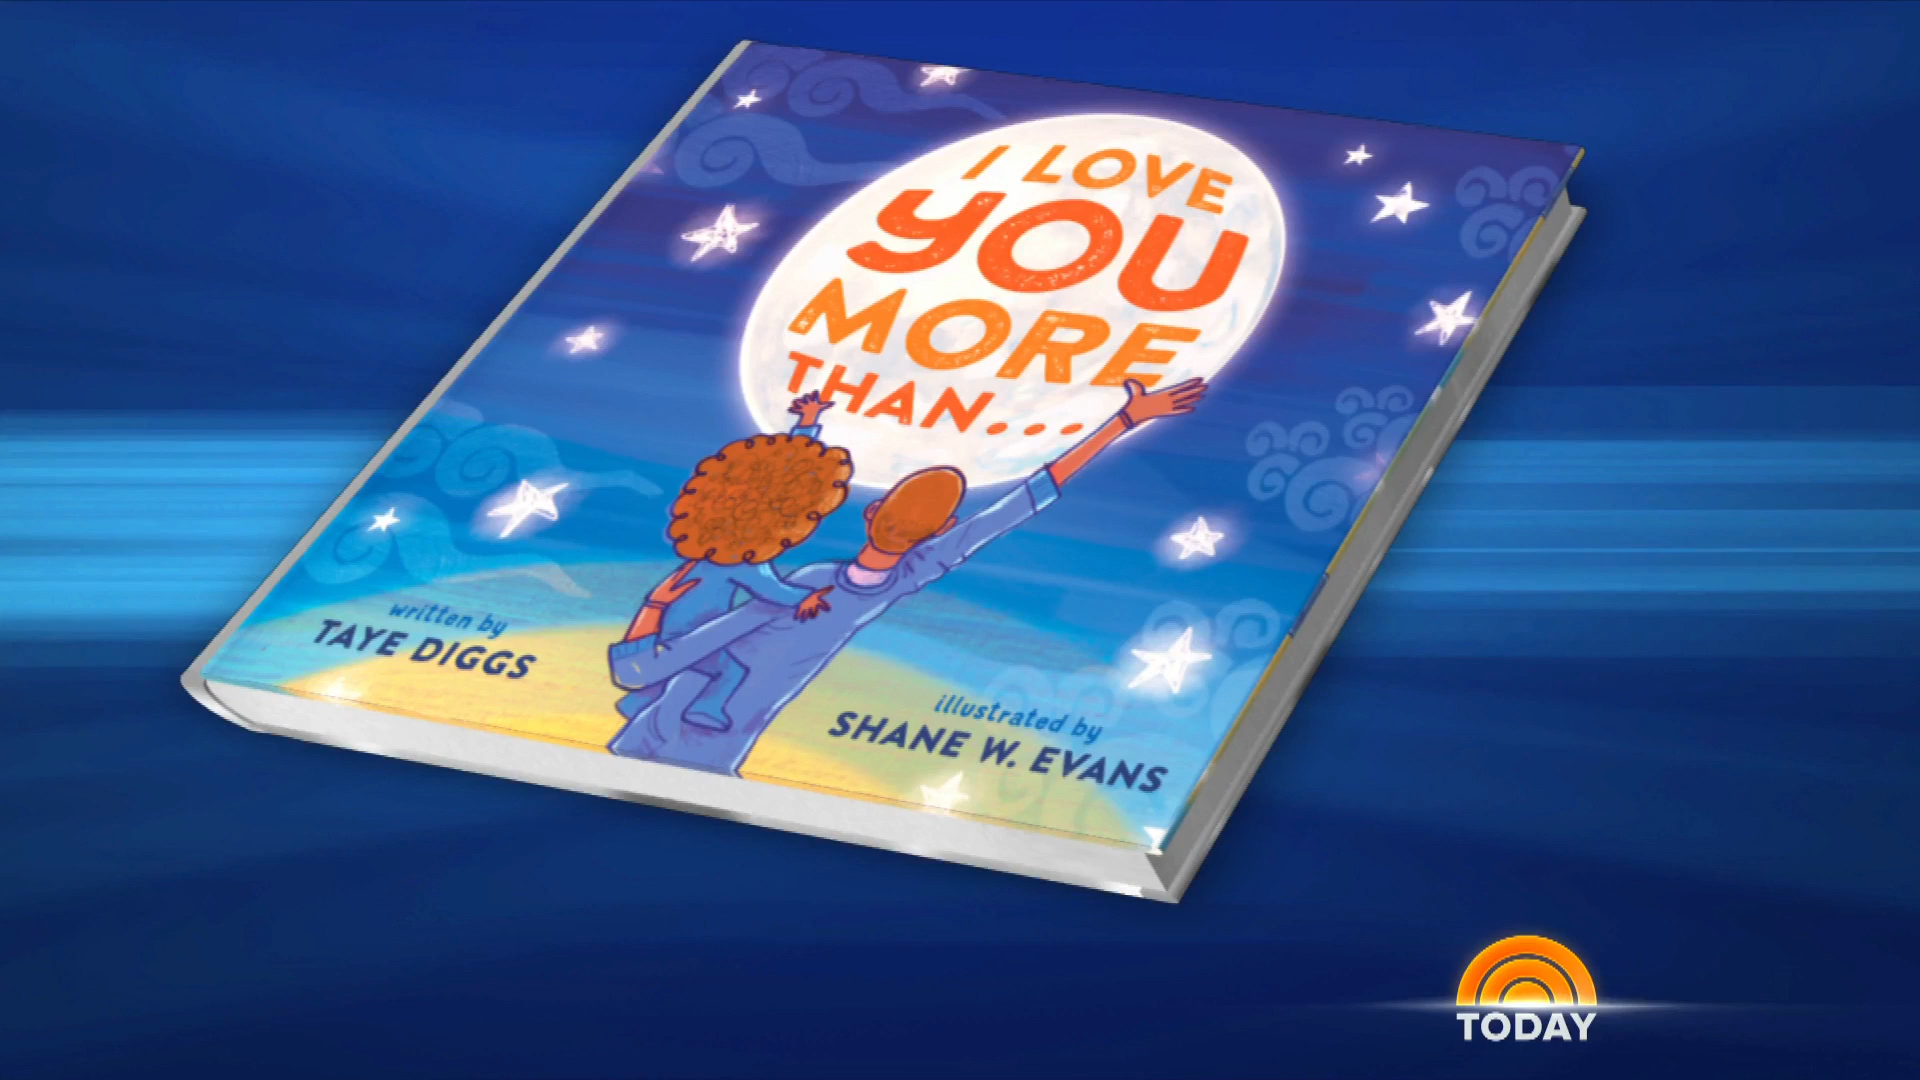 I LOVE
YOU
MORE
THAN...
written by
TAYE DIGGS
illustrated by
SHANE W. EVANS
TODAY